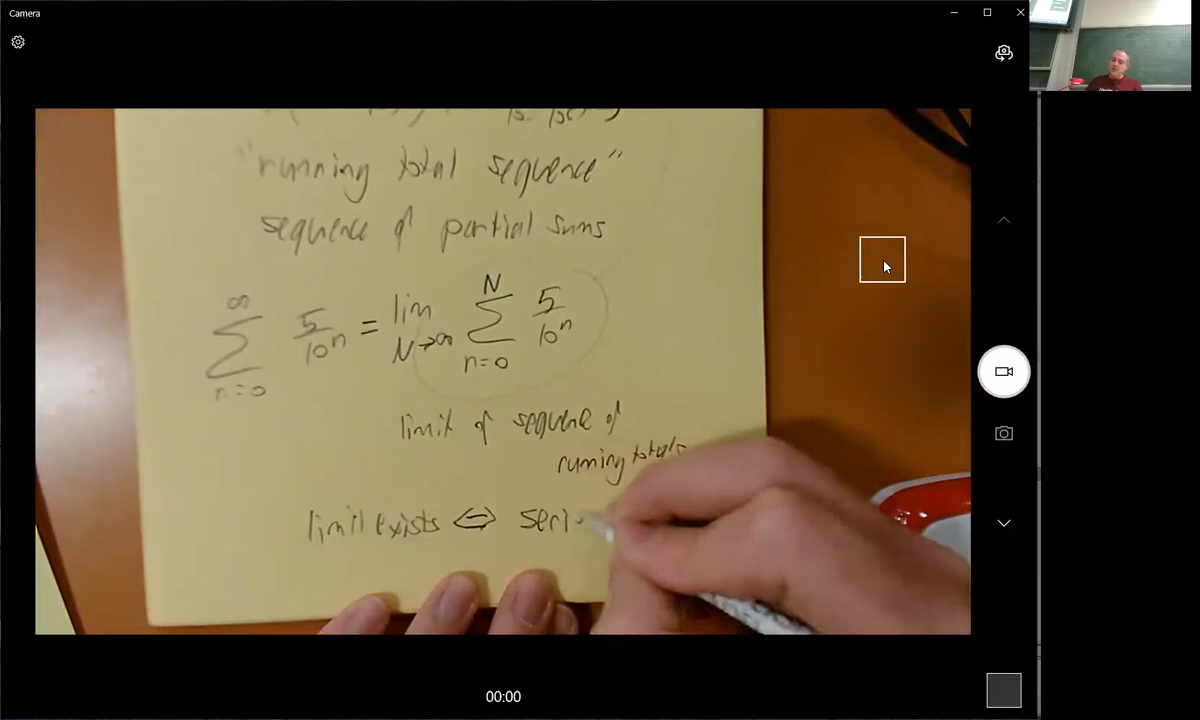 Camera
"running total sequence"
sequence of partial sums
∞ Σ n=0 5/10^n = lim N→∞ N Σ n=0 5/10^n
limit of sequence of
running totals
limit exists ⇔ seri
00:00